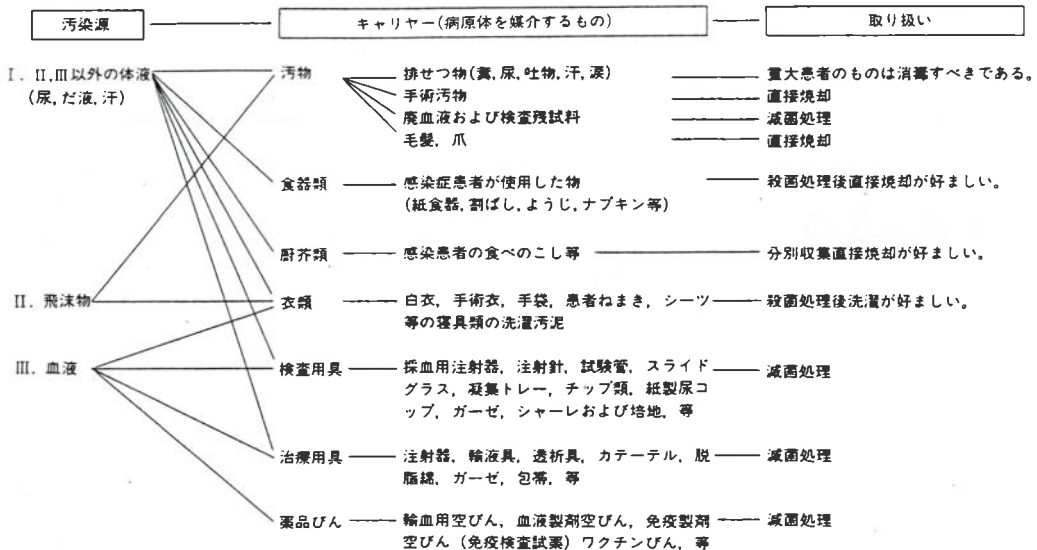 汚染源
キャリヤー(病原体を媒介するもの)
取り扱い
I. II,III以外の体液
(尿,だ液,汗)
汚物
排せつ物(糞,尿,吐物,汗,涙)
重大患者のものは消毒すべきである。
手術汚物
直接焼却
廃血液および検査残試料
滅菌処理
毛髪,爪
直接焼却
食器類
感染症患者が使用した物
(紙食器,割ばし,ようじ,ナプキン等)
殺菌処理後直接焼却が好ましい。
厨芥類
感染患者の食べのこし等
分別収集直接焼却が好ましい。
II. 飛沫物
衣類
白衣,手術衣,手袋,患者ねまき,シーツ
等の寝具類の洗濯汚泥
殺菌処理後洗濯が好ましい。
III. 血液
検査用具
採血用注射器,注射針,試験管,スライド
グラス,凝集トレー,チップ類,紙製尿コ
ップ,ガーゼ,シャーレおよび培地,等
滅菌処理
治療用具
注射器,輸液具,透析具,カテーテル,脱
脂綿,ガーゼ,包帯,等
滅菌処理
薬品びん
輸血用空びん,血液製剤空びん,免疫製剤
空びん(免疫検査試薬)ワクチンびん,等
滅菌処理